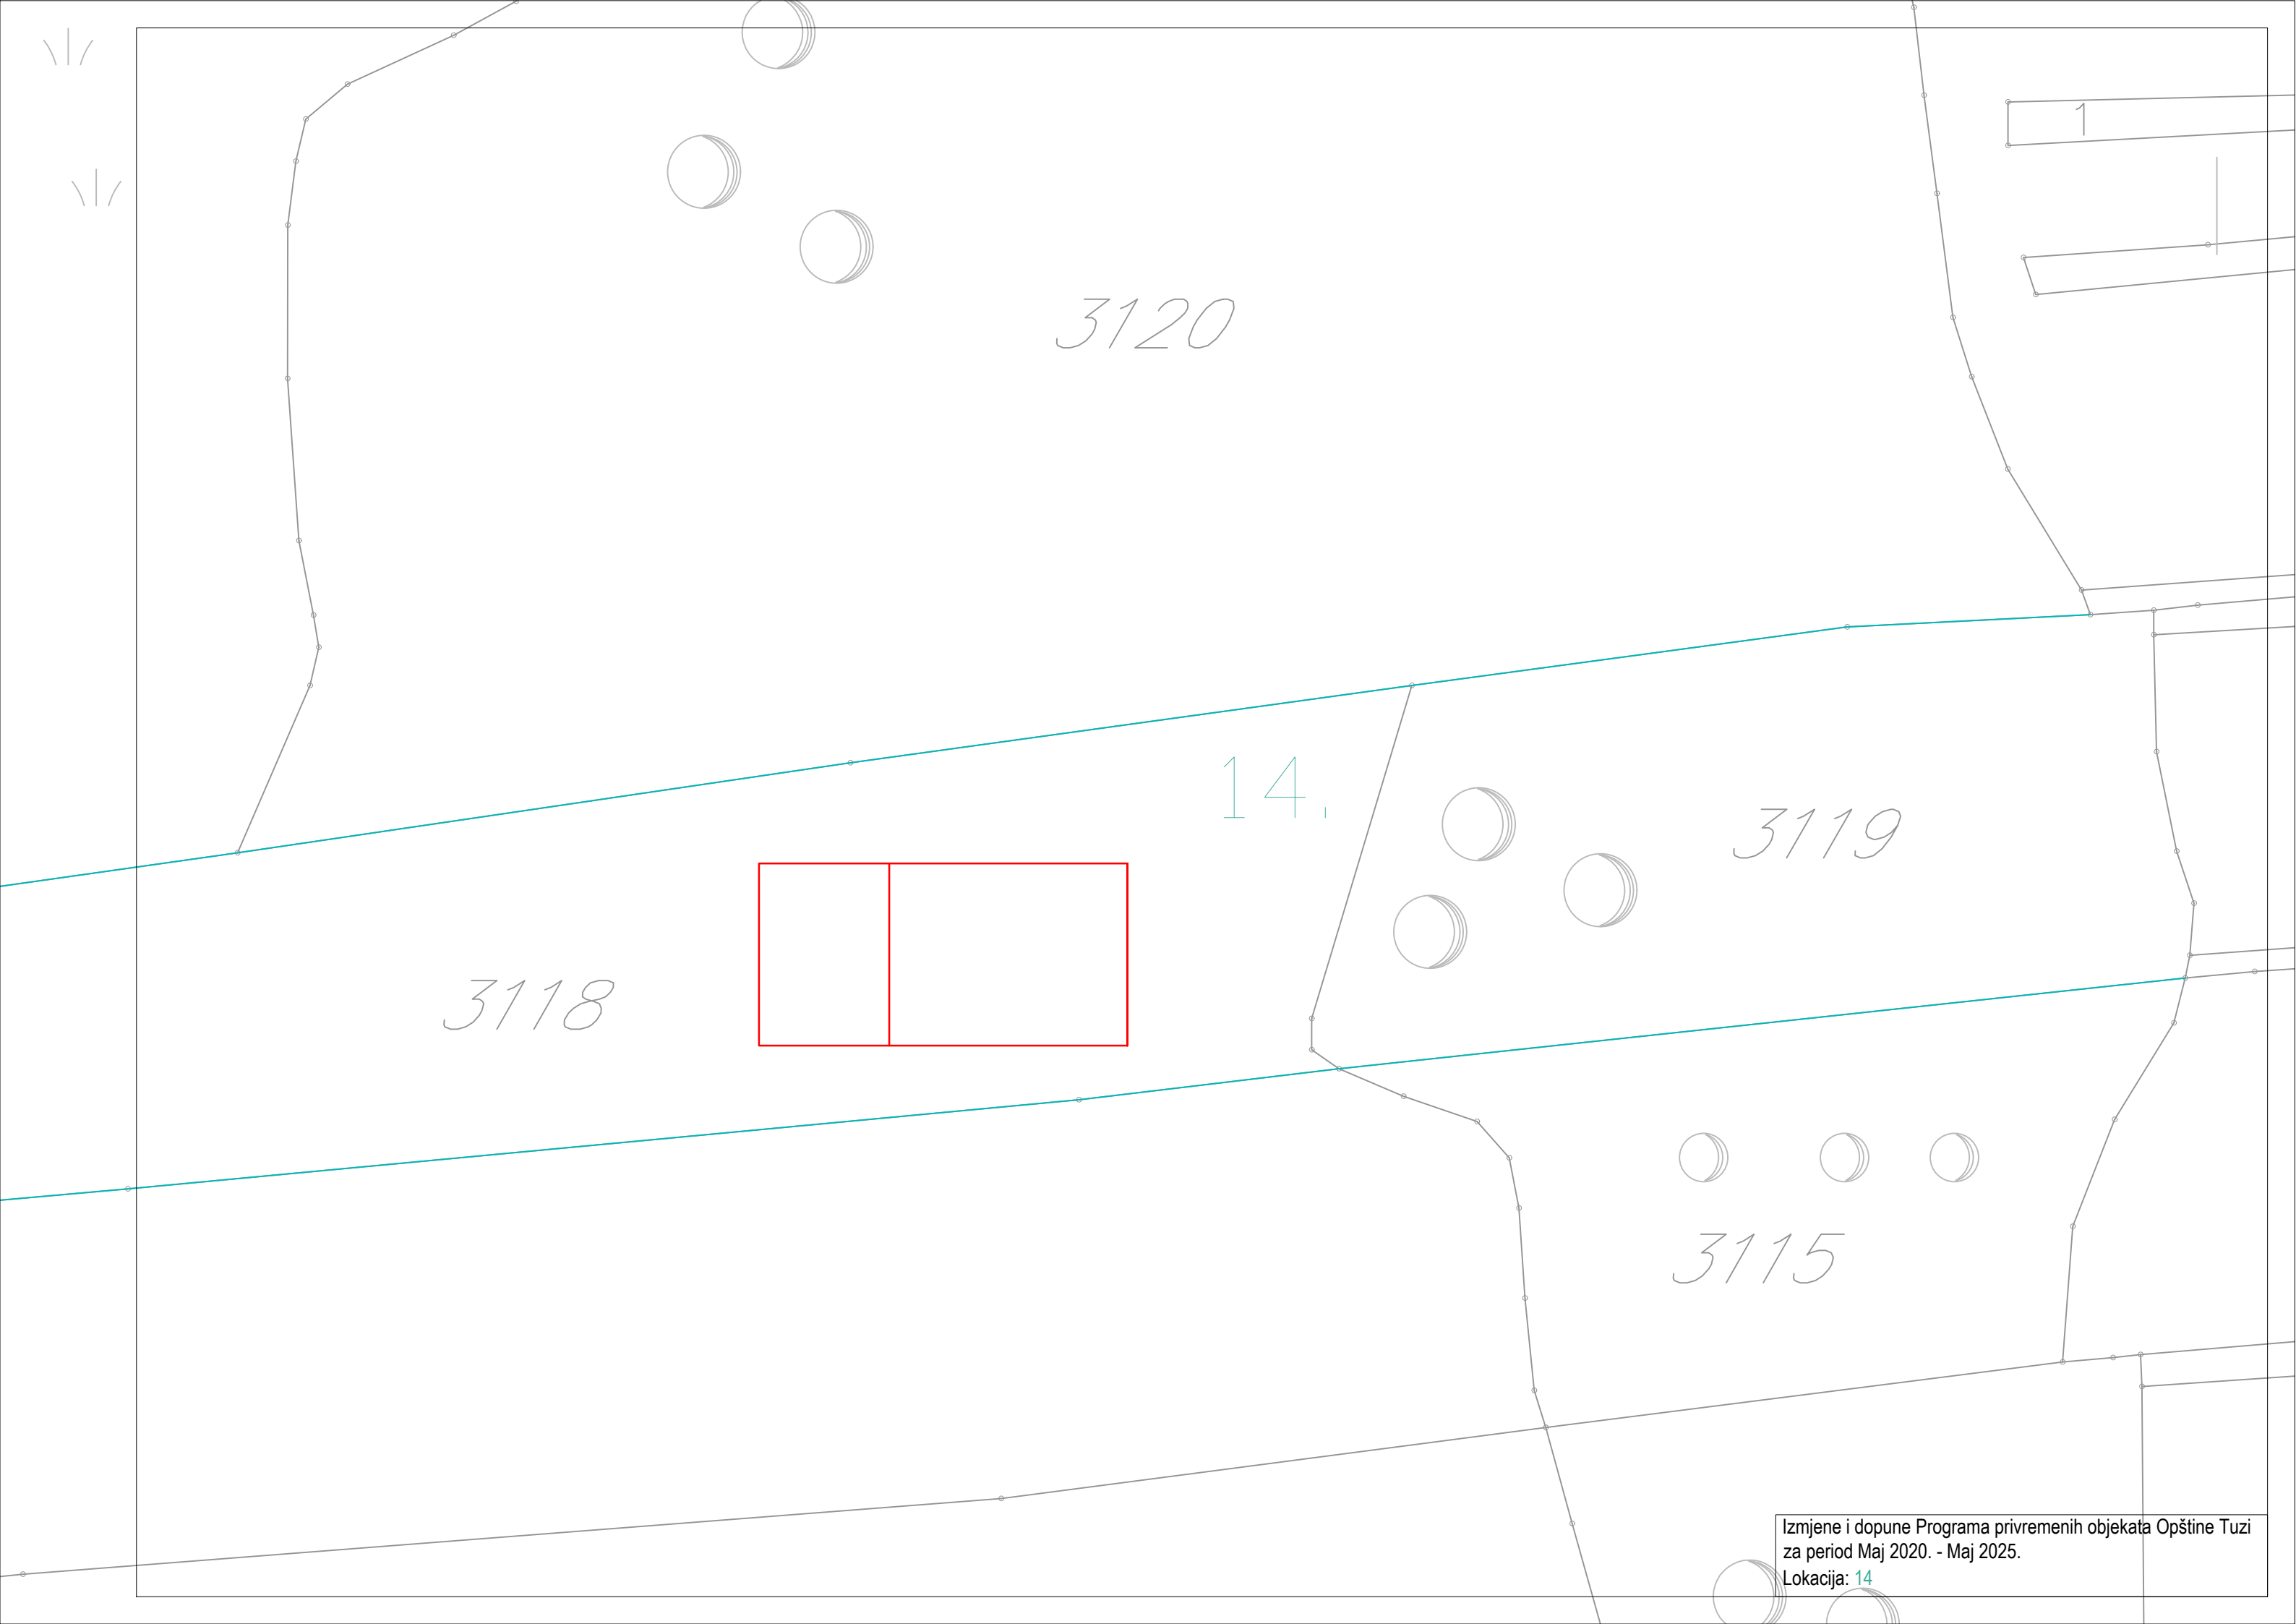 1
3120
14.
3119
3118
3115
Izmjene i dopune Programa privremenih objekata Opštine Tuzi
za period Maj 2020. - Maj 2025.
Lokacija: 14